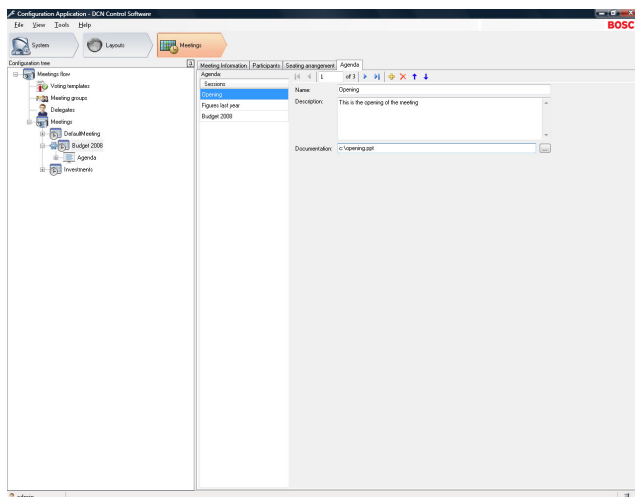 Configuration Application - DCN Control Software
File View Tools Help
BOSC
System Layouts Meetings
Configuration tree
Meetings flow
Voting templates
Meeting groups
Delegates
Meetings
DefaultMeeting
Budget 2008
Agenda
Investments
Meeting Information Participants Seating arrangement Agenda
Agenda:
Sessions
Opening
Figures last year
Budget 2008
1 of 3
Name: Opening
Description: This is the opening of the meeting
Documentation: c:\opening.ppt ...
admin